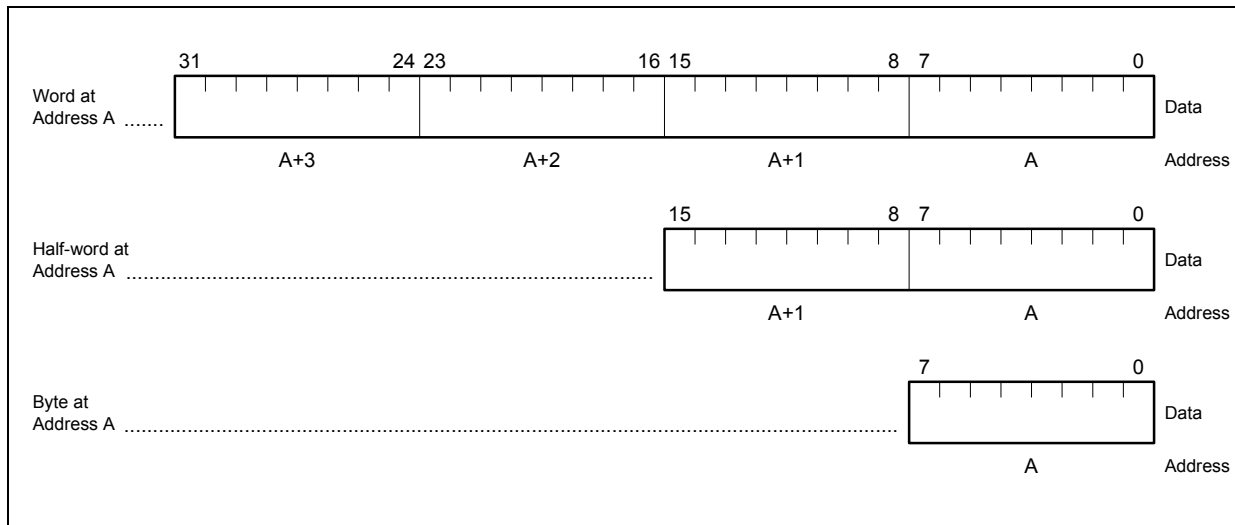 31 24 23 16 15 8 7 0
Word at
Address A ....... Data
A+3 A+2 A+1 A Address
15 8 7 0
Half-word at
Address A ............................................................................................................ Data
A+1 A Address
7 0
Byte at
Address A ................................................................................................................................................................ Data
A Address